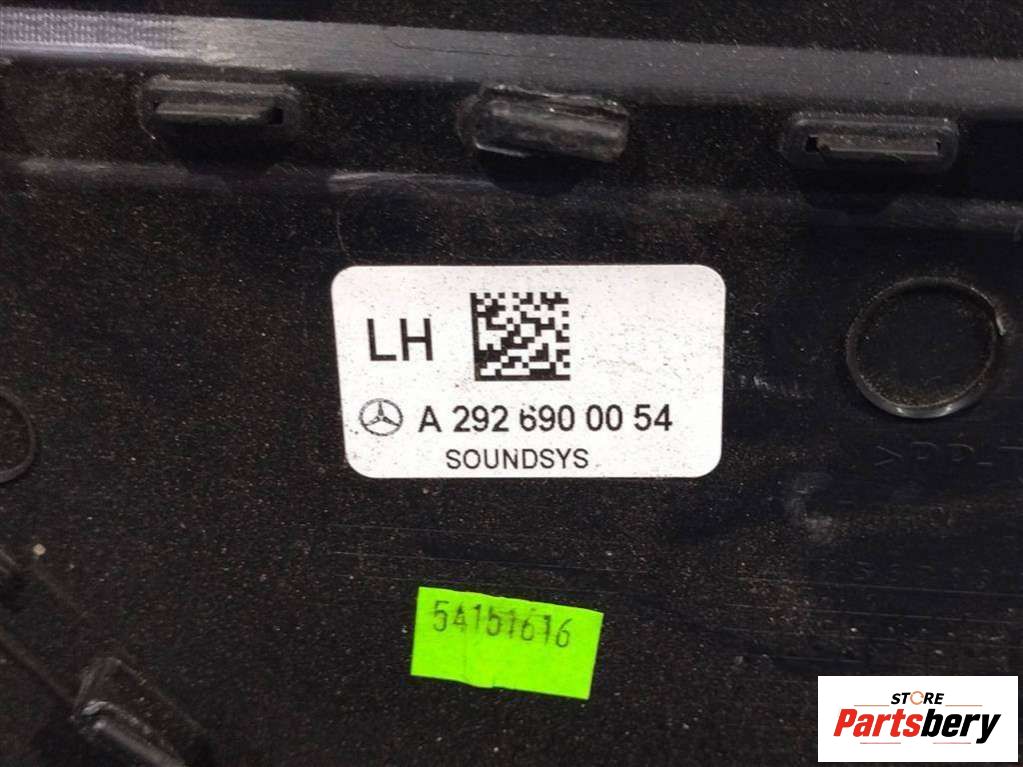 LH
A 292 690 00 54
SOUNDSYS
54151616
STORE
Partsbery